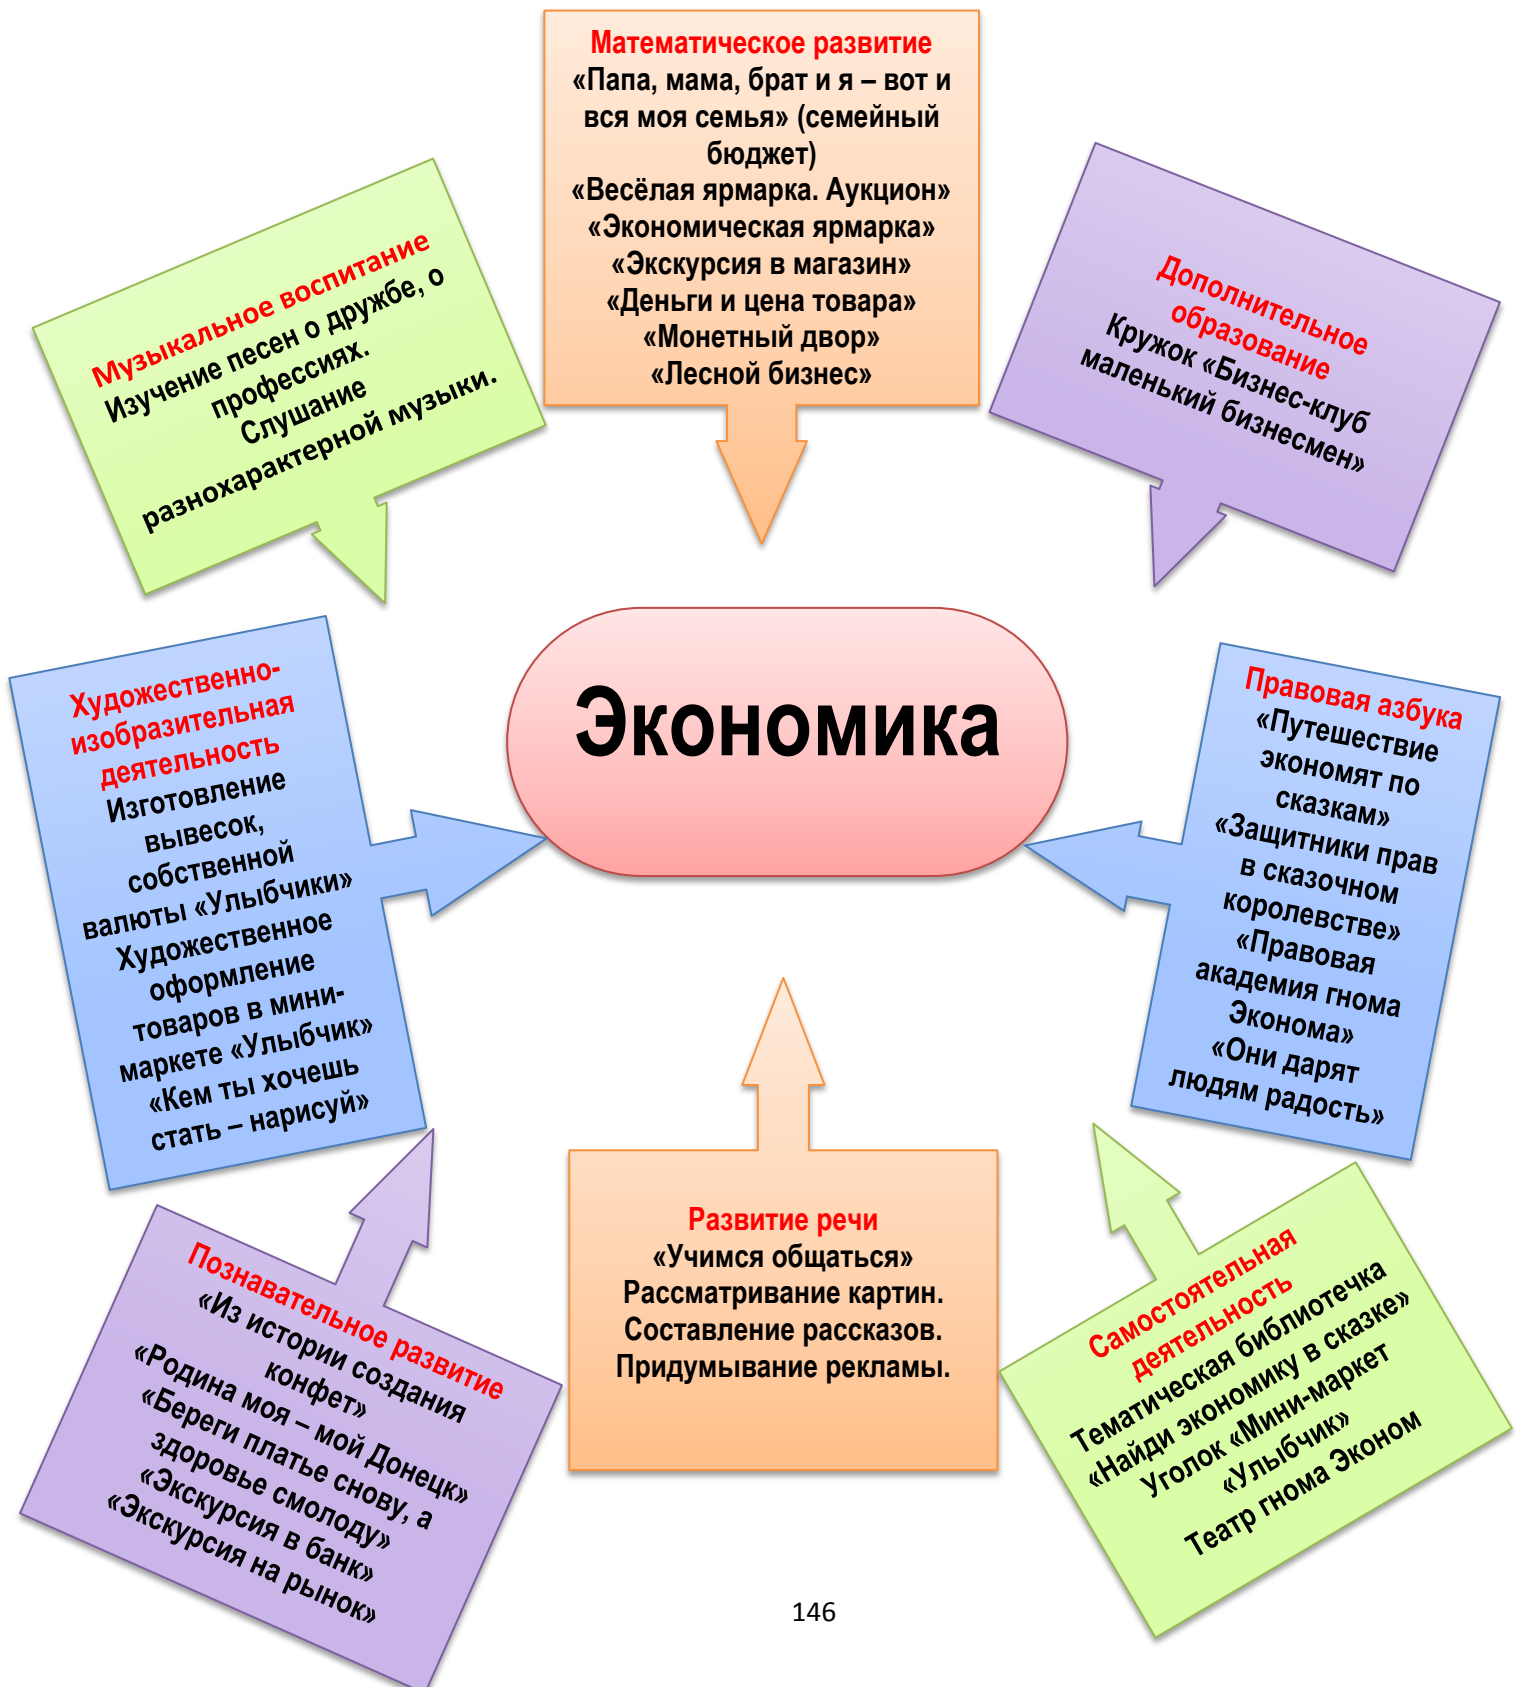 Математическое развитие
«Папа, мама, брат и я – вот и
вся моя семья» (семейный
бюджет)
«Весёлая ярмарка. Аукцион»
«Экономическая ярмарка»
«Экскурсия в магазин»
«Деньги и цена товара»
«Монетный двор»
«Лесной бизнес»
Музыкальное воспитание
Изучение песен о дружбе, о
профессиях.
Слушание
разнохарактерной музыки.
Дополнительное
образование
Кружок «Бизнес-клуб
маленький бизнесмен»
Экономика
Художественно-
изобразительная
деятельность
Изготовление
вывесок,
собственной
валюты «Улыбчики»
Художественное
оформление
товаров в мини-
маркете «Улыбчик»
«Кем ты хочешь
стать – нарисуй»
Правовая азбука
«Путешествие
экономят по
сказкам»
«Защитники прав
в сказочном
королевстве»
«Правовая
академия гнома
Эконома»
«Они дарят
людям радость»
Познавательное развитие
«Из истории создания
конфет»
«Родина моя – мой Донецк»
«Береги платье снову, а
здоровье смолоду»
«Экскурсия в банк»
«Экскурсия на рынок»
Развитие речи
«Учимся общаться»
Рассматривание картин.
Составление рассказов.
Придумывание рекламы.
Самостоятельная
деятельность
Тематическая библиотечка
«Найди экономику в сказке»
Уголок «Мини-маркет
«Улыбчик»
Театр гнома Эконом
146